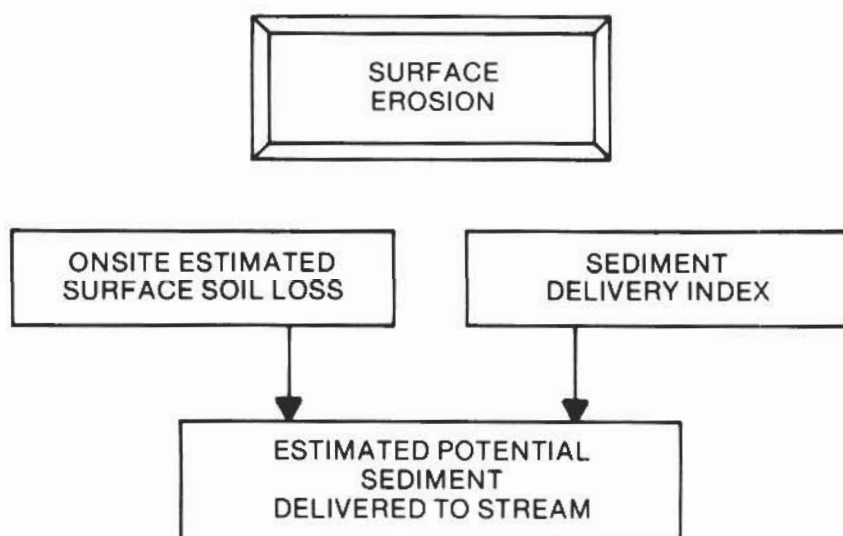 SURFACE
EROSION
ONSITE ESTIMATED
SURFACE SOIL LOSS
SEDIMENT
DELIVERY INDEX
ESTIMATED POTENTIAL
SEDIMENT
DELIVERED TO STREAM